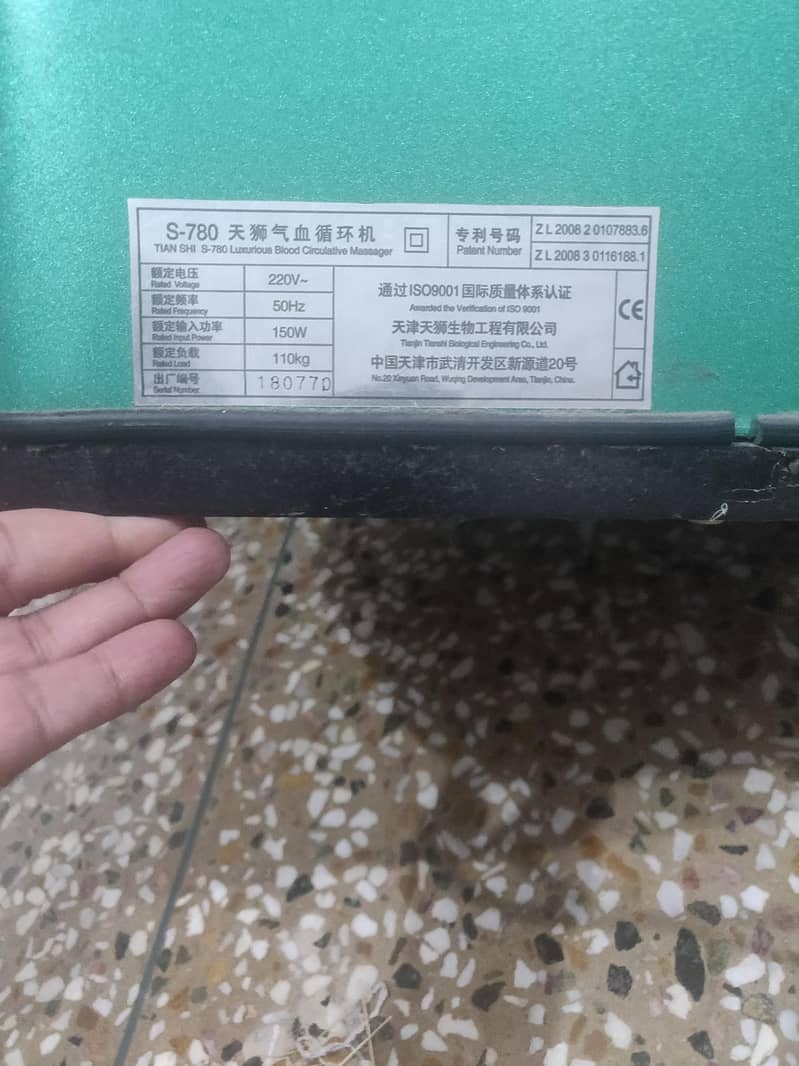 S-780 天狮气血循环机
TIAN SHI S-780 Luxurious Blood Circulative Massager
专利号码
Patent Number
ZL 2008 2 0107883.6
ZL 2008 3 0116188.1
额定电压
Rated Voltage
220V~
额定频率
Rated Frequency
50Hz
额定输入功率
Rated Input Power
150W
额定负载
Rated Load
110kg
出厂编号
Serial Number
18077
通过ISO9001国际质量体系认证
Awarded the Verification of ISO 9001
天津天狮生物工程有限公司
Tianjin Tianshi Biological Engineering Co., Ltd.
中国天津市武清开发区新源道20号
No.20 Xinyuan Road, Wuqing Development Area, Tianjin, China.
CE